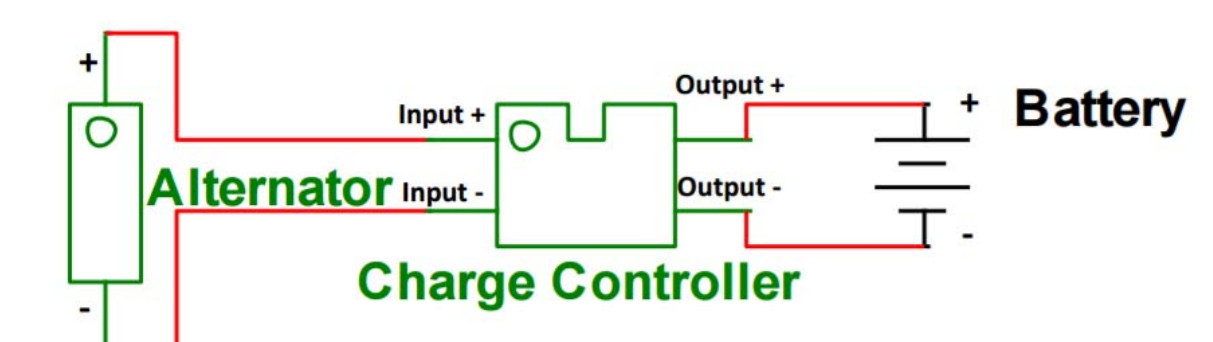 +
Output +
+
Battery
Input +
Alternator
Input -
Output -
-
Charge Controller
-